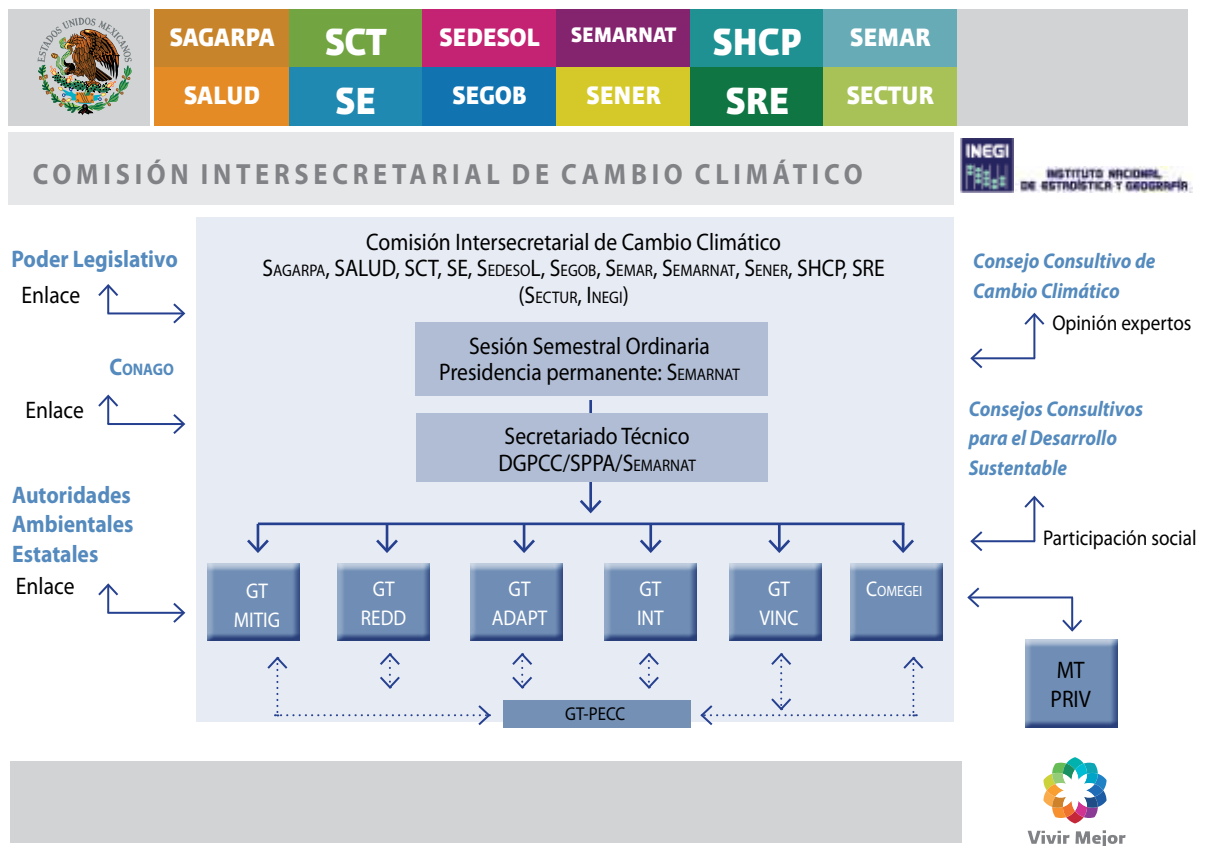 ESTADOS UNIDOS MEXICANOS
SAGARPA SCT SEDESOL SEMARNAT SHCP SEMAR
SALUD SE SEGOB SENER SRE SECTUR
COMISIÓN INTERSECRETARIAL DE CAMBIO CLIMÁTICO
INEGI
INSTITUTO NACIONAL
DE ESTADÍSTICA Y GEOGRAFÍA
Comisión Intersecretarial de Cambio Climático
SAGARPA, SALUD, SCT, SE, SEDESOL, SEGOB, SEMAR, SEMARNAT, SENER, SHCP, SRE
(SECTUR, INEGI)
Poder Legislativo
Enlace
CONAGO
Enlace
Autoridades
Ambientales
Estatales
Enlace
Sesión Semestral Ordinaria
Presidencia permanente: SEMARNAT
Secretariado Técnico
DGPCC/SPPA/SEMARNAT
GT
MITIG
GT
REDD
GT
ADAPT
GT
INT
GT
VINC
COMEGEI
GT-PECC
Consejo Consultivo de
Cambio Climático
Opinión expertos
Consejos Consultivos
para el Desarrollo
Sustentable
Participación social
MT
PRIV
Vivir Mejor